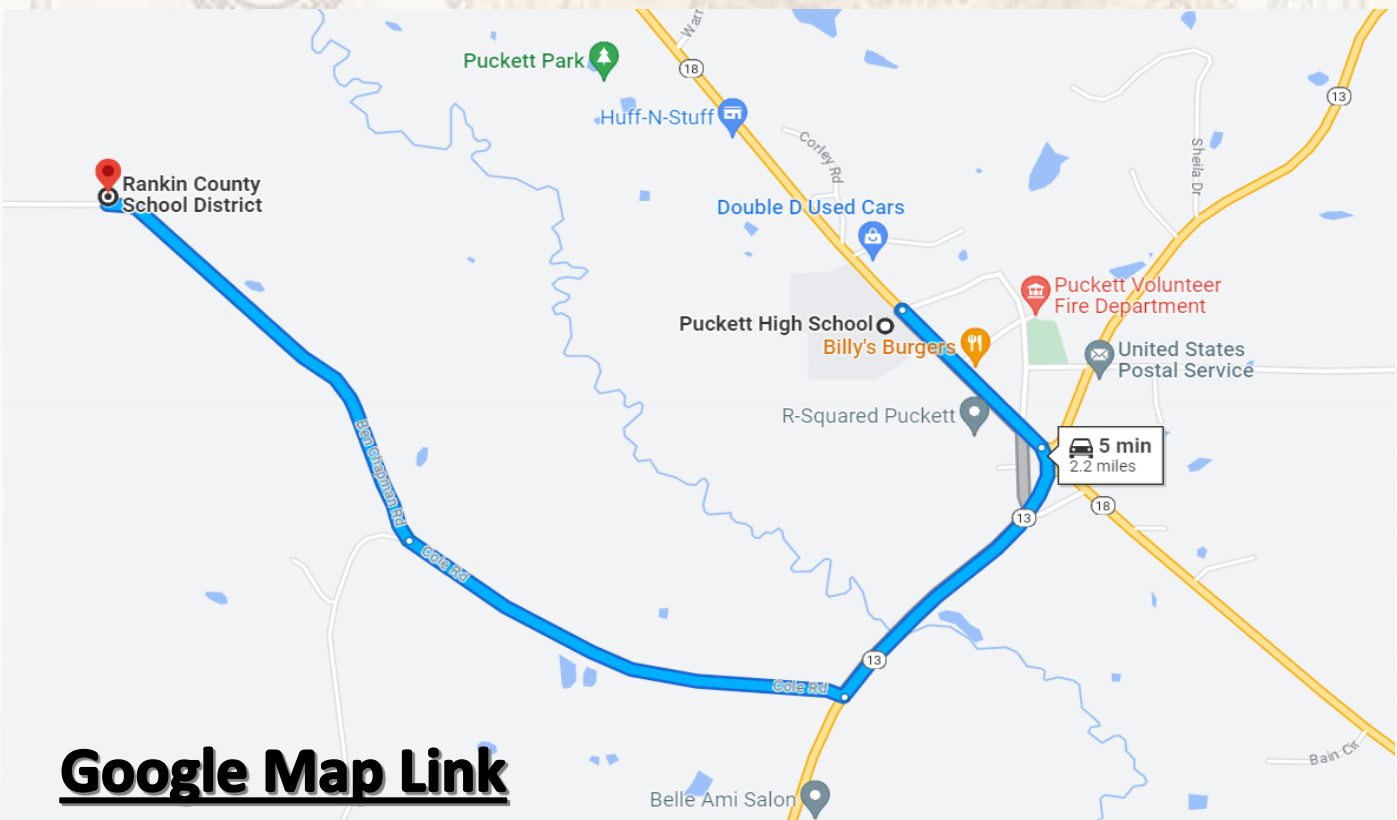 Warr
18
Puckett Park
13
Huff-N-Stuff
Corley Rd
Sheila Dr
Rankin County
School District
Double D Used Cars
Puckett Volunteer
Fire Department
Puckett High School
Billy's Burgers
United States
Postal Service
R-Squared Puckett
Ben Chapman Rd
5 min
2.2 miles
18
13
Cole Rd
13
Cole Rd
Bain Cir
Google Map Link
Belle Ami Salon